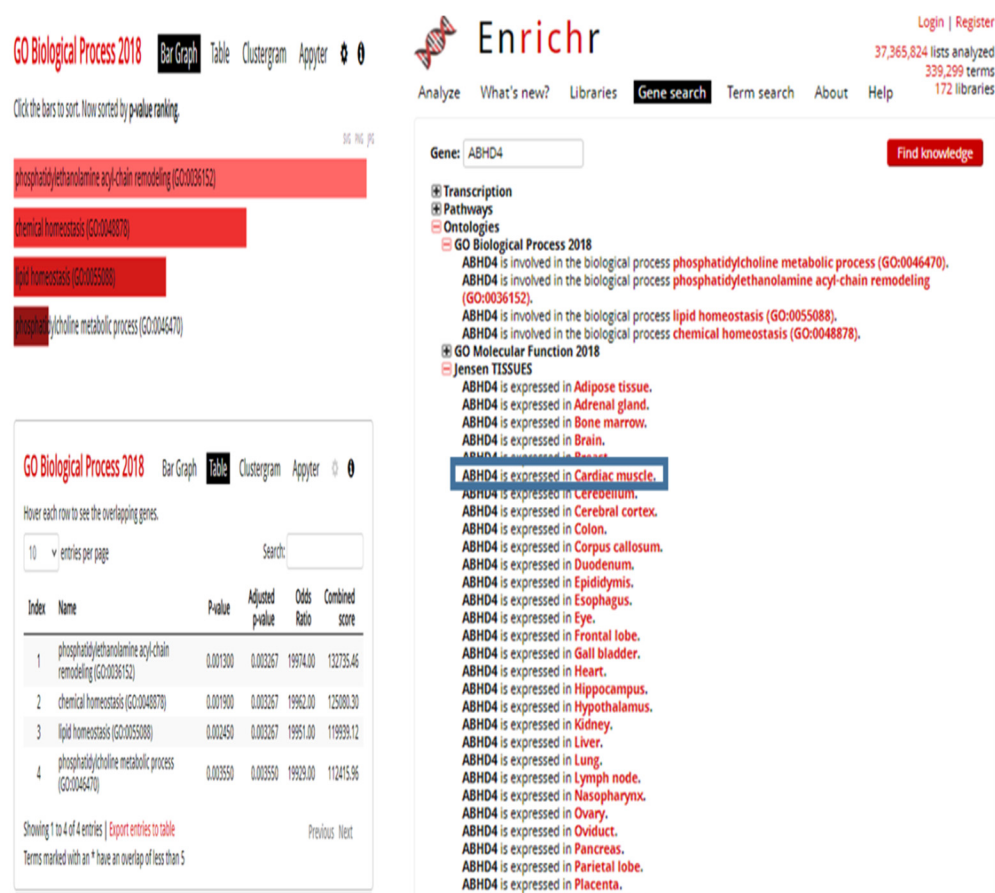 GO Biological Process 2018 Bar Graph Table Clustergram Appyter
Click the bars to sort. Now sorted by p-value ranking.
SVG PNG JPG
phosphatidylethanolamine acyl-chain remodeling (GO:0036152)
chemical homeostasis (GO:0048878)
lipid homeostasis (GO:0055088)
phosphatidylcholine metabolic process (GO:0046470)
GO Biological Process 2018 Bar Graph Table Clustergram Appyter
Hover each row to see the overlapping genes.
10 entries per page Search:
Index Name P-value Adjusted p-value Odds Ratio Combined score
1 phosphatidylethanolamine acyl-chain remodeling (GO:0036152) 0.001300 0.003267 19974.00 132735.46
2 chemical homeostasis (GO:0048878) 0.001900 0.003267 19962.00 125080.30
3 lipid homeostasis (GO:0055088) 0.002450 0.003267 19951.00 119939.12
4 phosphatidylcholine metabolic process (GO:0046470) 0.003550 0.003550 19929.00 112415.96
Showing 1 to 4 of 4 entries | Export entries to table Previous Next
Terms marked with an * have an overlap of less than 5
Enrichr
Login | Register
37,365,824 lists analyzed
339,299 terms
172 libraries
Analyze What's new? Libraries Gene search Term search About Help
Gene: ABHD4 Find knowledge
Transcription
Pathways
Ontologies
GO Biological Process 2018
ABHD4 is involved in the biological process phosphatidylcholine metabolic process (GO:0046470).
ABHD4 is involved in the biological process phosphatidylethanolamine acyl-chain remodeling
(GO:0036152).
ABHD4 is involved in the biological process lipid homeostasis (GO:0055088).
ABHD4 is involved in the biological process chemical homeostasis (GO:0048878).
GO Molecular Function 2018
Jensen TISSUES
ABHD4 is expressed in Adipose tissue.
ABHD4 is expressed in Adrenal gland.
ABHD4 is expressed in Bone marrow.
ABHD4 is expressed in Brain.
ABHD4 is expressed in Breast.
ABHD4 is expressed in Cardiac muscle.
ABHD4 is expressed in Cerebellum.
ABHD4 is expressed in Cerebral cortex.
ABHD4 is expressed in Colon.
ABHD4 is expressed in Corpus callosum.
ABHD4 is expressed in Duodenum.
ABHD4 is expressed in Epididymis.
ABHD4 is expressed in Esophagus.
ABHD4 is expressed in Eye.
ABHD4 is expressed in Frontal lobe.
ABHD4 is expressed in Gall bladder.
ABHD4 is expressed in Heart.
ABHD4 is expressed in Hippocampus.
ABHD4 is expressed in Hypothalamus.
ABHD4 is expressed in Kidney.
ABHD4 is expressed in Liver.
ABHD4 is expressed in Lung.
ABHD4 is expressed in Lymph node.
ABHD4 is expressed in Nasopharynx.
ABHD4 is expressed in Ovary.
ABHD4 is expressed in Oviduct.
ABHD4 is expressed in Pancreas.
ABHD4 is expressed in Parietal lobe.
ABHD4 is expressed in Placenta.